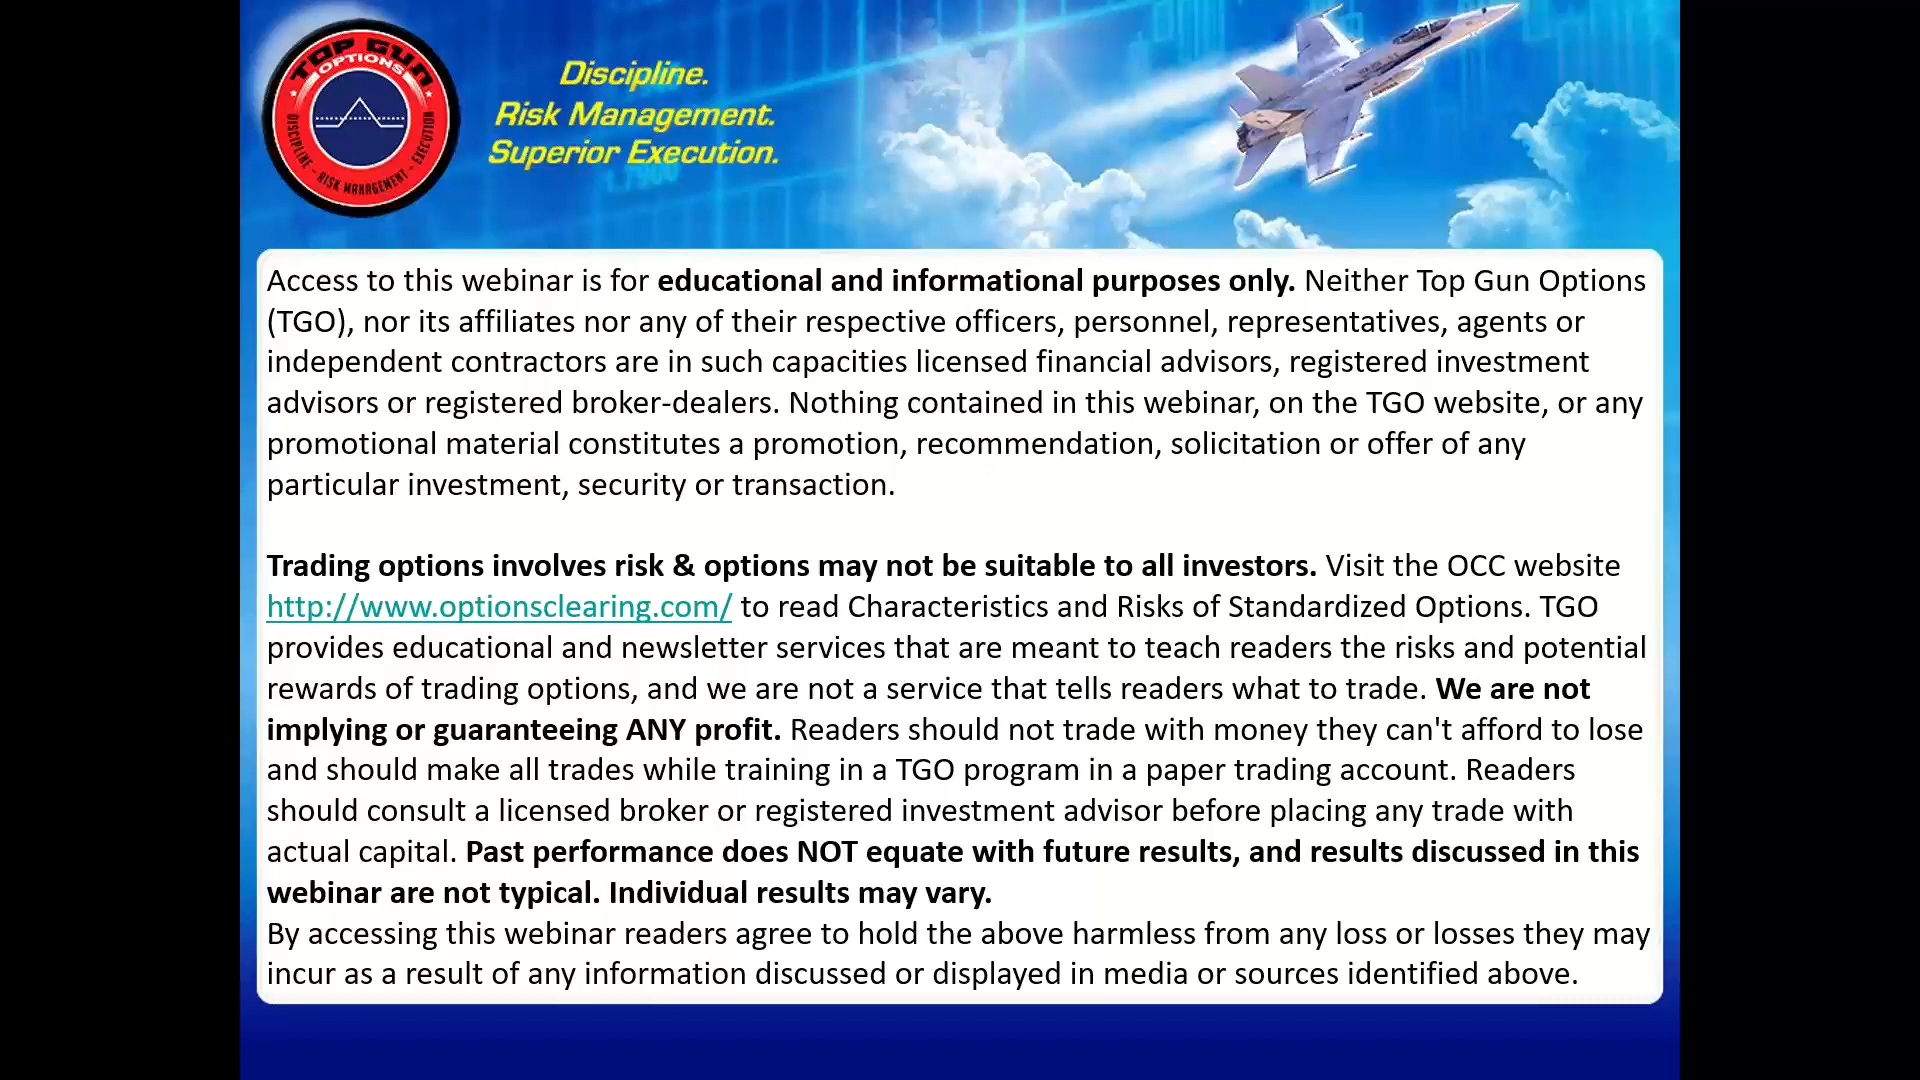 TOP GUN
OPTIONS
DISCIPLINE - RISK MANAGEMENT - EXECUTION
Discipline.
Risk Management.
Superior Execution.
Access to this webinar is for educational and informational purposes only. Neither Top Gun Options
(TGO), nor its affiliates nor any of their respective officers, personnel, representatives, agents or
independent contractors are in such capacities licensed financial advisors, registered investment
advisors or registered broker-dealers. Nothing contained in this webinar, on the TGO website, or any
promotional material constitutes a promotion, recommendation, solicitation or offer of any
particular investment, security or transaction.
Trading options involves risk & options may not be suitable to all investors. Visit the OCC website
http://www.optionsclearing.com/ to read Characteristics and Risks of Standardized Options. TGO
provides educational and newsletter services that are meant to teach readers the risks and potential
rewards of trading options, and we are not a service that tells readers what to trade. We are not
implying or guaranteeing ANY profit. Readers should not trade with money they can't afford to lose
and should make all trades while training in a TGO program in a paper trading account. Readers
should consult a licensed broker or registered investment advisor before placing any trade with
actual capital. Past performance does NOT equate with future results, and results discussed in this
webinar are not typical. Individual results may vary.
By accessing this webinar readers agree to hold the above harmless from any loss or losses they may
incur as a result of any information discussed or displayed in media or sources identified above.